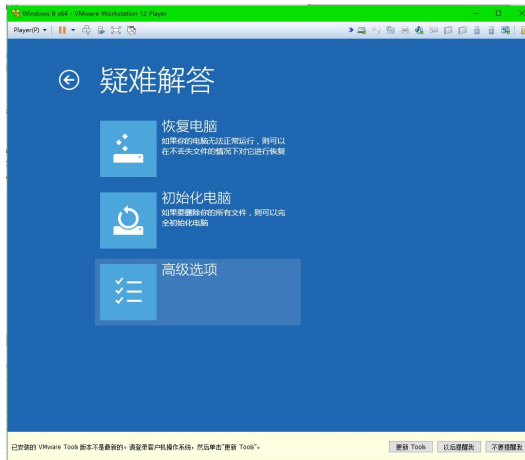 Windows 8 x64 - VMware Workstation 12 Player
Player(P)
疑难解答
恢复电脑
如果你的电脑无法正常运行，则可以
在不丢失文件的情况下对它进行恢复
初始化电脑
如果要删除你的所有文件，则可以完
全初始化电脑
高级选项
已安装的 VMware Tools 版本不是最新的。请登录客户机操作系统，然后单击“更新 Tools”。
更新 Tools
以后提醒我
不要提醒我